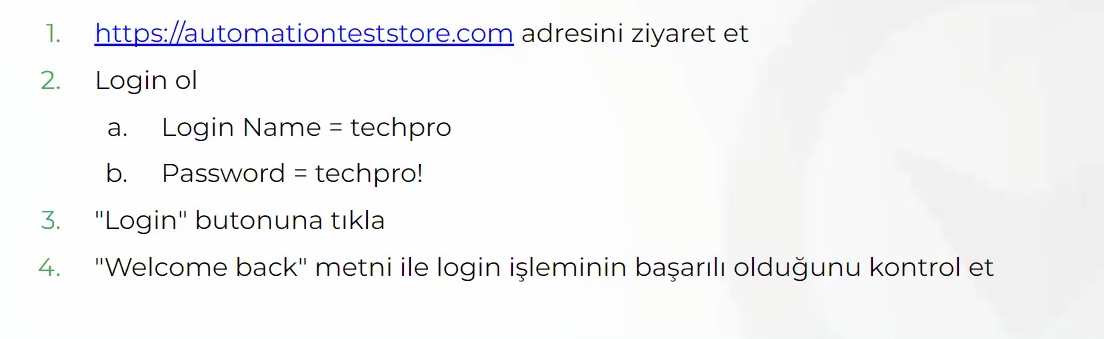 1. https://automationteststore.com adresini ziyaret et
2. Login ol
a. Login Name = techpro
b. Password = techpro!
3. "Login" butonuna tıkla
4. "Welcome back" metni ile login işleminin başarılı olduğunu kontrol et